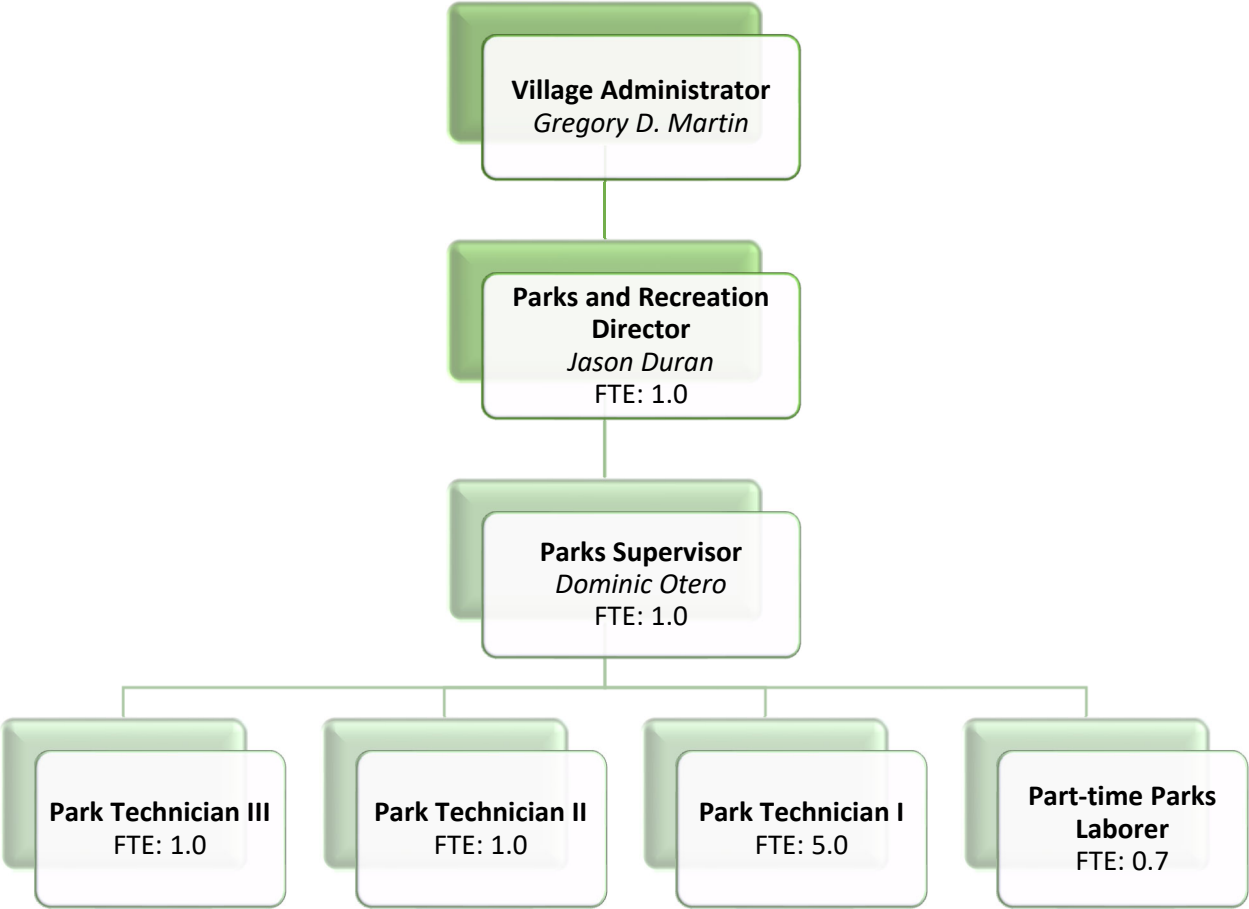 Village Administrator
Gregory D. Martin
Parks and Recreation
Director
Jason Duran
FTE: 1.0
Parks Supervisor
Dominic Otero
FTE: 1.0
Park Technician III
FTE: 1.0
Park Technician II
FTE: 1.0
Park Technician I
FTE: 5.0
Part-time Parks
Laborer
FTE: 0.7